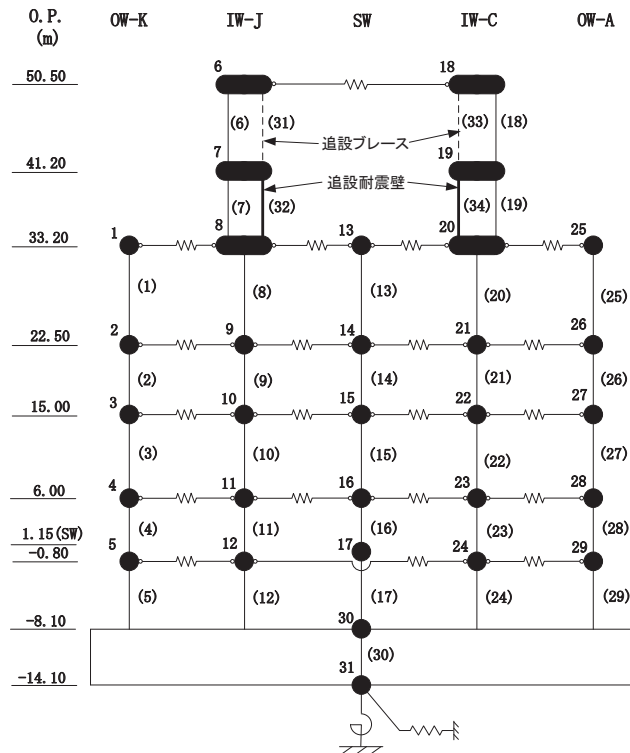 O.P. OW-K IW-J SW IW-C OW-A
(m)
6 18
50.50
(6) (31) (33) (18)
追設ブレース
7 19
41.20
追設耐震壁
(7) (32) (34) (19)
1 8 13 20 25
33.20
(1) (8) (13) (20) (25)
2 9 14 21 26
22.50
(2) (9) (14) (21) (26)
3 10 15 22 27
15.00
(3) (10) (15) (22) (27)
4 11 16 23 28
6.00
(4) (11) (16) (23) (28)
1.15(SW)
5 12 17 24 29
-0.80
(5) (12) (17) (24) (29)
30
-8.10
(30)
31
-14.10